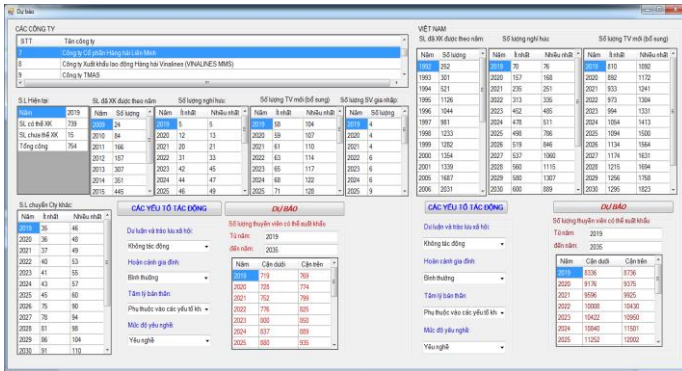 Dự báo
CÁC CÔNG TY
STT Tên công ty
7 Công ty Cổ phần Hàng hải Liên Minh
8 Công ty Xuất khẩu lao động Hàng hải Vinalines (VINALINES MMS)
9 Công ty TMAS
S.L Hiện tại
Năm 2019
SL có thể XK 739
SL chưa thể XK 15
Tổng cộng 754
SL đã XK được theo năm
Năm Số lượng
2009 24
2010 84
2011 166
2012 187
2013 307
2014 351
2015 445
Số lượng nghỉ hưu:
Năm Ít nhất Nhiều nhất
2019 5 5
2020 12 13
2021 20 21
2022 31 33
2023 42 45
2024 44 47
2025 46 49
Số lượng TV mới (bổ sung)
Năm Ít nhất Nhiều nhất
2019 58 104
2020 59 107
2021 61 110
2022 63 114
2023 65 117
2024 68 122
2025 71 128
Số lượng SV gia nhập:
Năm Số lượng
2019 4
2020 4
2021 4
2022 6
2023 6
2024 6
2025 9
S.L chuyển Cty khác:
Năm Ít nhất Nhiều nhất
2019 35 46
2020 36 48
2021 37 49
2022 40 53
2023 41 55
2024 43 57
2025 45 60
2026 75 90
2027 78 94
2028 81 98
2029 86 104
2030 91 110
CÁC YẾU TỐ TÁC ĐỘNG
Dư luận và trào lưu xã hội:
Không tác động
Hoàn cảnh gia đình:
Bình thường
Tâm lý bản thân:
Phụ thuộc vào các yếu tố kh
Mức độ yêu nghề:
Yêu nghề
DỰ BÁO
Số lượng thuyền viên có thể xuất khẩu
Từ năm: 2019
đến năm: 2035
Năm Cận dưới Cận trên
2019 719 769
2020 728 774
2021 752 799
2022 776 825
2023 800 850
2024 837 889
2025 880 935
VIỆT NAM
SL đã XK được theo năm:
Năm Số lượng
1992 252
1993 301
1994 521
1995 1126
1996 1044
1997 981
1998 1233
1999 1282
2000 1354
2001 1339
2005 1687
2006 2031
Số lượng nghỉ hưu:
Năm Ít nhất Nhiều nhất
2019 70 76
2020 157 168
2021 235 251
2022 313 335
2023 452 485
2024 478 511
2025 498 786
2026 519 846
2027 537 1060
2028 560 1115
2029 580 1307
2030 600 889
Số lượng TV mới (bổ sung)
Năm Ít nhất Nhiều nhất
2019 810 1092
2020 892 1172
2021 933 1241
2022 973 1304
2023 994 1331
2024 1054 1413
2025 1094 1500
2026 1134 1564
2027 1174 1631
2028 1215 1694
2029 1256 1758
2030 1295 1823
CÁC YẾU TỐ TÁC ĐỘNG
Dư luận và trào lưu xã hội:
Không tác động
Hoàn cảnh gia đình:
Bình thường
Tâm lý bản thân:
Phụ thuộc vào các yếu tố kh
Mức độ yêu nghề:
Yêu nghề
DỰ BÁO
Số lượng thuyền viên có thể xuất khẩu
Từ năm: 2019
đến năm: 2035
Năm Cận dưới Cận trên
2019 8336 8736
2020 9176 9375
2021 9596 9925
2022 10008 10430
2023 10422 10950
2024 10840 11501
2025 11252 12002